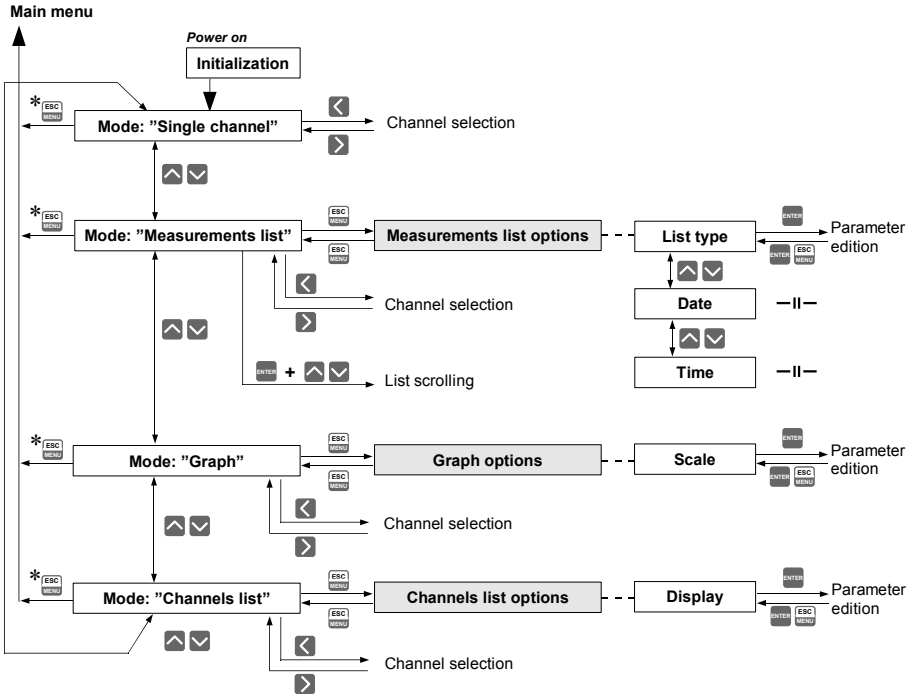 Main menu
Power on
Initialization
* ESC MENU
Mode: ”Single channel”
Channel selection
* ESC MENU
Mode: ”Measurements list”
ESC MENU
ESC MENU
Measurements list options
List type
ENTER
ENTER ESC MENU
Parameter
edition
Channel selection
Date
—II—
ENTER +
List scrolling
Time
—II—
* ESC MENU
Mode: ”Graph”
ESC MENU
ESC MENU
Graph options
Scale
ENTER
ENTER ESC MENU
Parameter
edition
Channel selection
* ESC MENU
Mode: ”Channels list”
ESC MENU
ESC MENU
Channels list options
Display
ENTER
ENTER ESC MENU
Parameter
edition
Channel selection